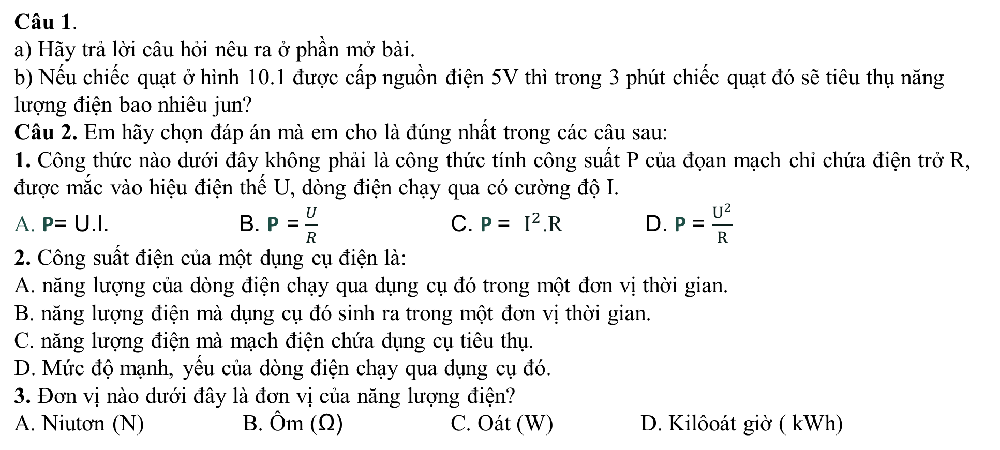 Câu 1.
a) Hãy trả lời câu hỏi nêu ra ở phần mở bài.
b) Nếu chiếc quạt ở hình 10.1 được cấp nguồn điện 5V thì trong 3 phút chiếc quạt đó sẽ tiêu thụ năng
lượng điện bao nhiêu jun?
Câu 2. Em hãy chọn đáp án mà em cho là đúng nhất trong các câu sau:
1. Công thức nào dưới đây không phải là công thức tính công suất P của đọan mạch chỉ chứa điện trở R,
được mắc vào hiệu điện thế U, dòng điện chạy qua có cường độ I.
A. P= U.I. B. P = U/R C. P = I².R D. P = U²/R
2. Công suất điện của một dụng cụ điện là:
A. năng lượng của dòng điện chạy qua dụng cụ đó trong một đơn vị thời gian.
B. năng lượng điện mà dụng cụ đó sinh ra trong một đơn vị thời gian.
C. năng lượng điện mà mạch điện chứa dụng cụ tiêu thụ.
D. Mức độ mạnh, yếu của dòng điện chạy qua dụng cụ đó.
3. Đơn vị nào dưới đây là đơn vị của năng lượng điện?
A. Niutơn (N) B. Ôm (Ω) C. Oát (W) D. Kilôoát giờ ( kWh)